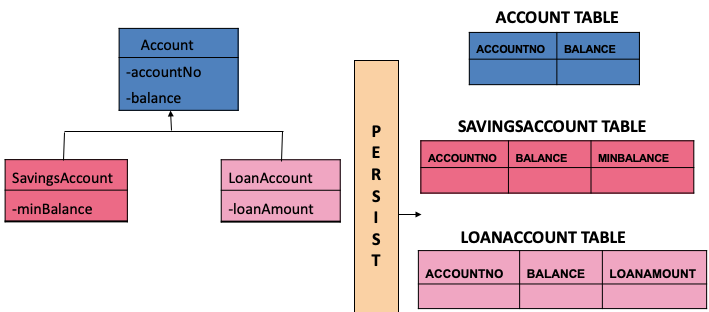 Account
-accountNo
-balance
SavingsAccount
-minBalance
LoanAccount
-loanAmount
P
E
R
S
I
S
T
ACCOUNT TABLE
ACCOUNTNO BALANCE
SAVINGSACCOUNT TABLE
ACCOUNTNO BALANCE MINBALANCE
LOANACCOUNT TABLE
ACCOUNTNO BALANCE LOANAMOUNT